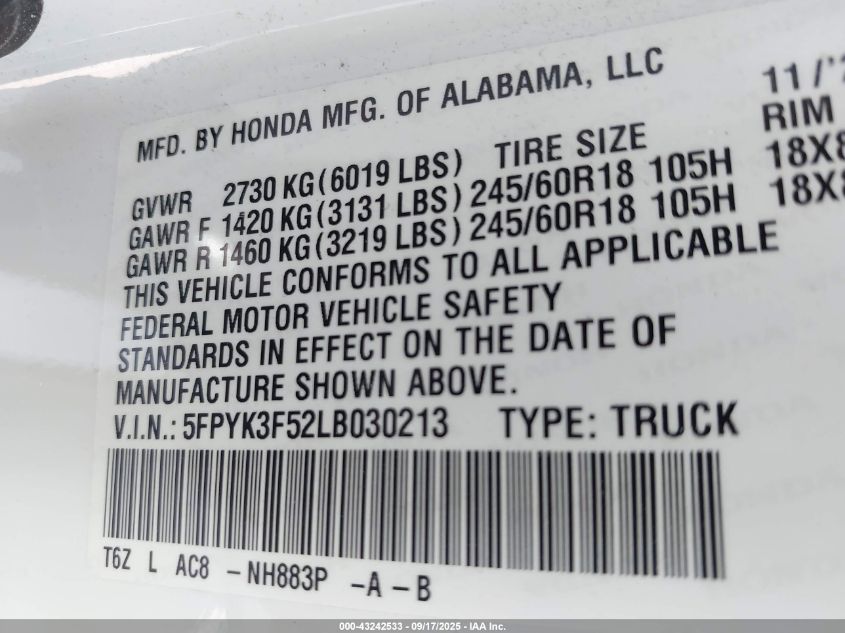 MFD. BY HONDA MFG. OF ALABAMA, LLC 11/'
GVWR 2730 KG (6019 LBS) TIRE SIZE RIM
GAWR F 1420 KG (3131 LBS) 245/60R18 105H 18X8
GAWR R 1460 KG (3219 LBS) 245/60R18 105H 18X8
THIS VEHICLE CONFORMS TO ALL APPLICABLE
FEDERAL MOTOR VEHICLE SAFETY
STANDARDS IN EFFECT ON THE DATE OF
MANUFACTURE SHOWN ABOVE.
V.I.N.: 5FPYK3F52LB030213 TYPE: TRUCK
T6Z L AC8 -NH883P -A-B
000-43242533 - 09/17/2025 - IAA Inc.